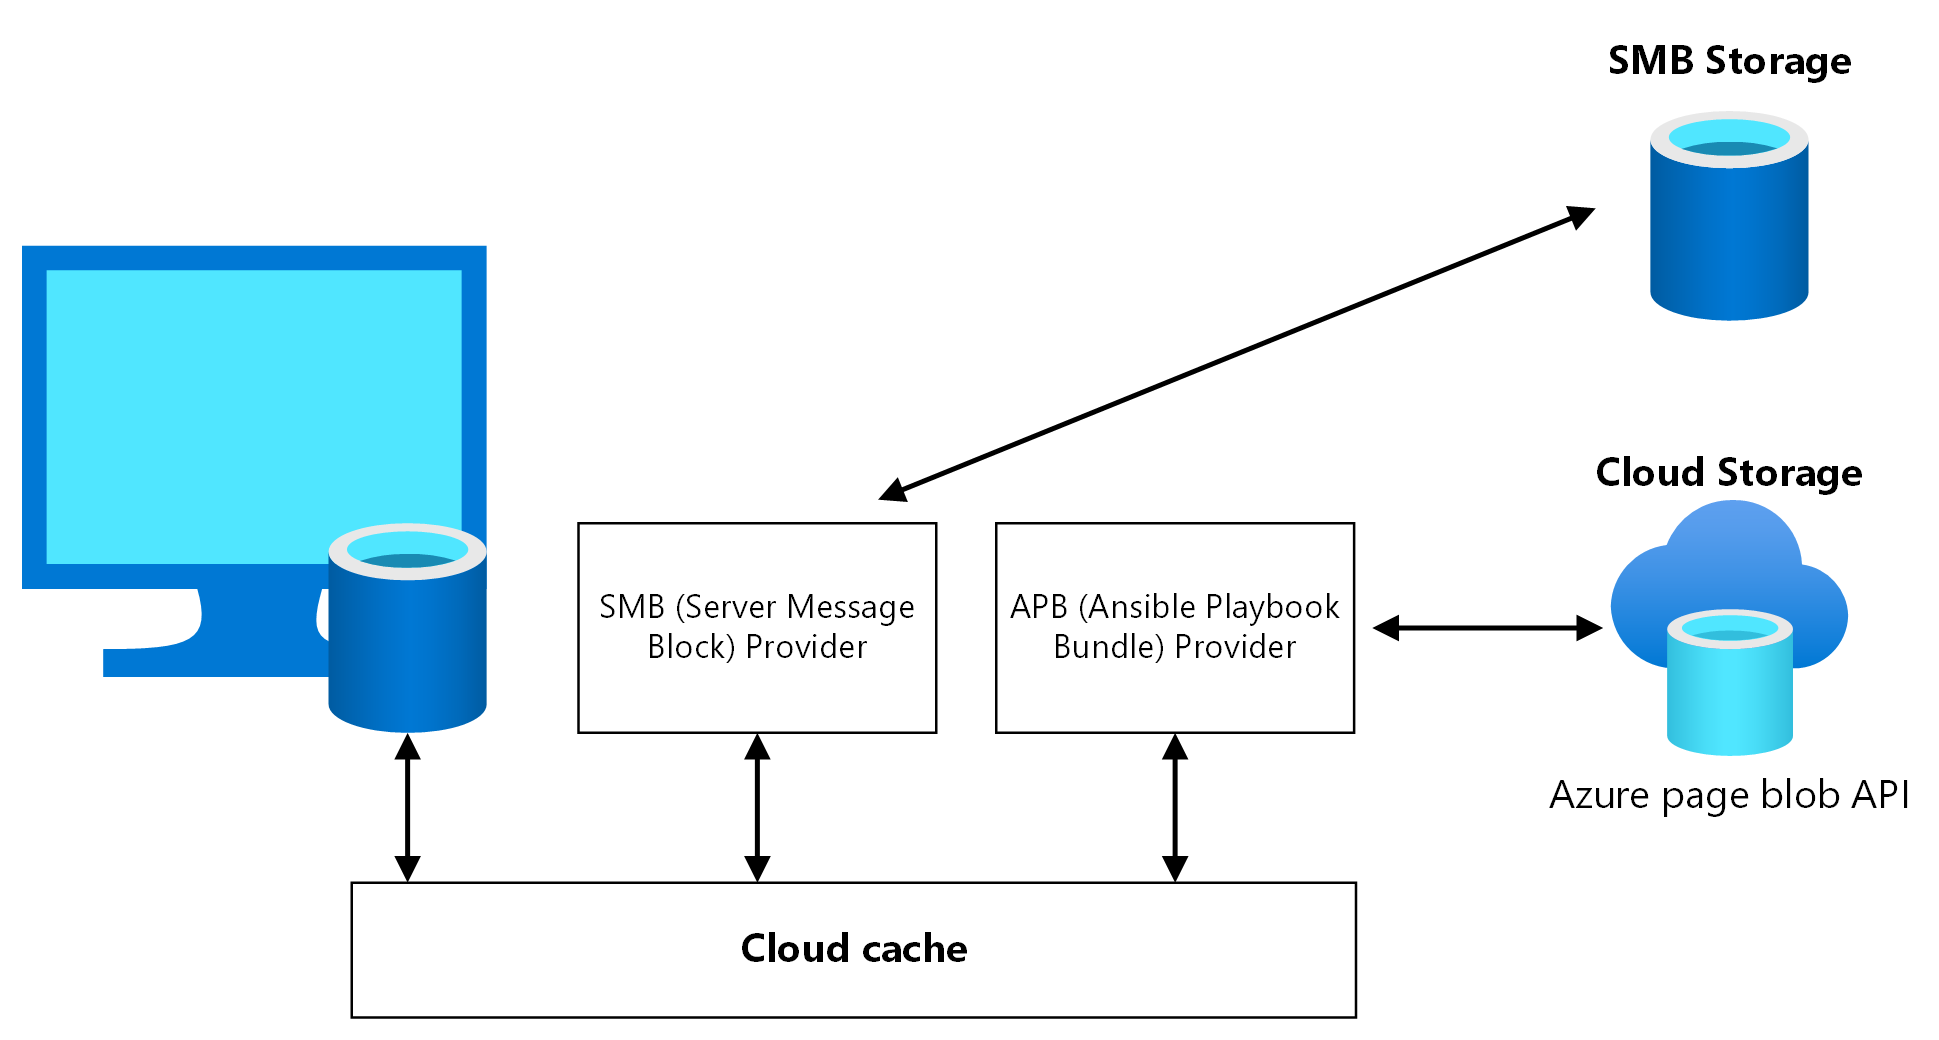 SMB Storage
Cloud Storage
SMB (Server Message
Block) Provider
APB (Ansible Playbook
Bundle) Provider
Azure page blob API
Cloud cache